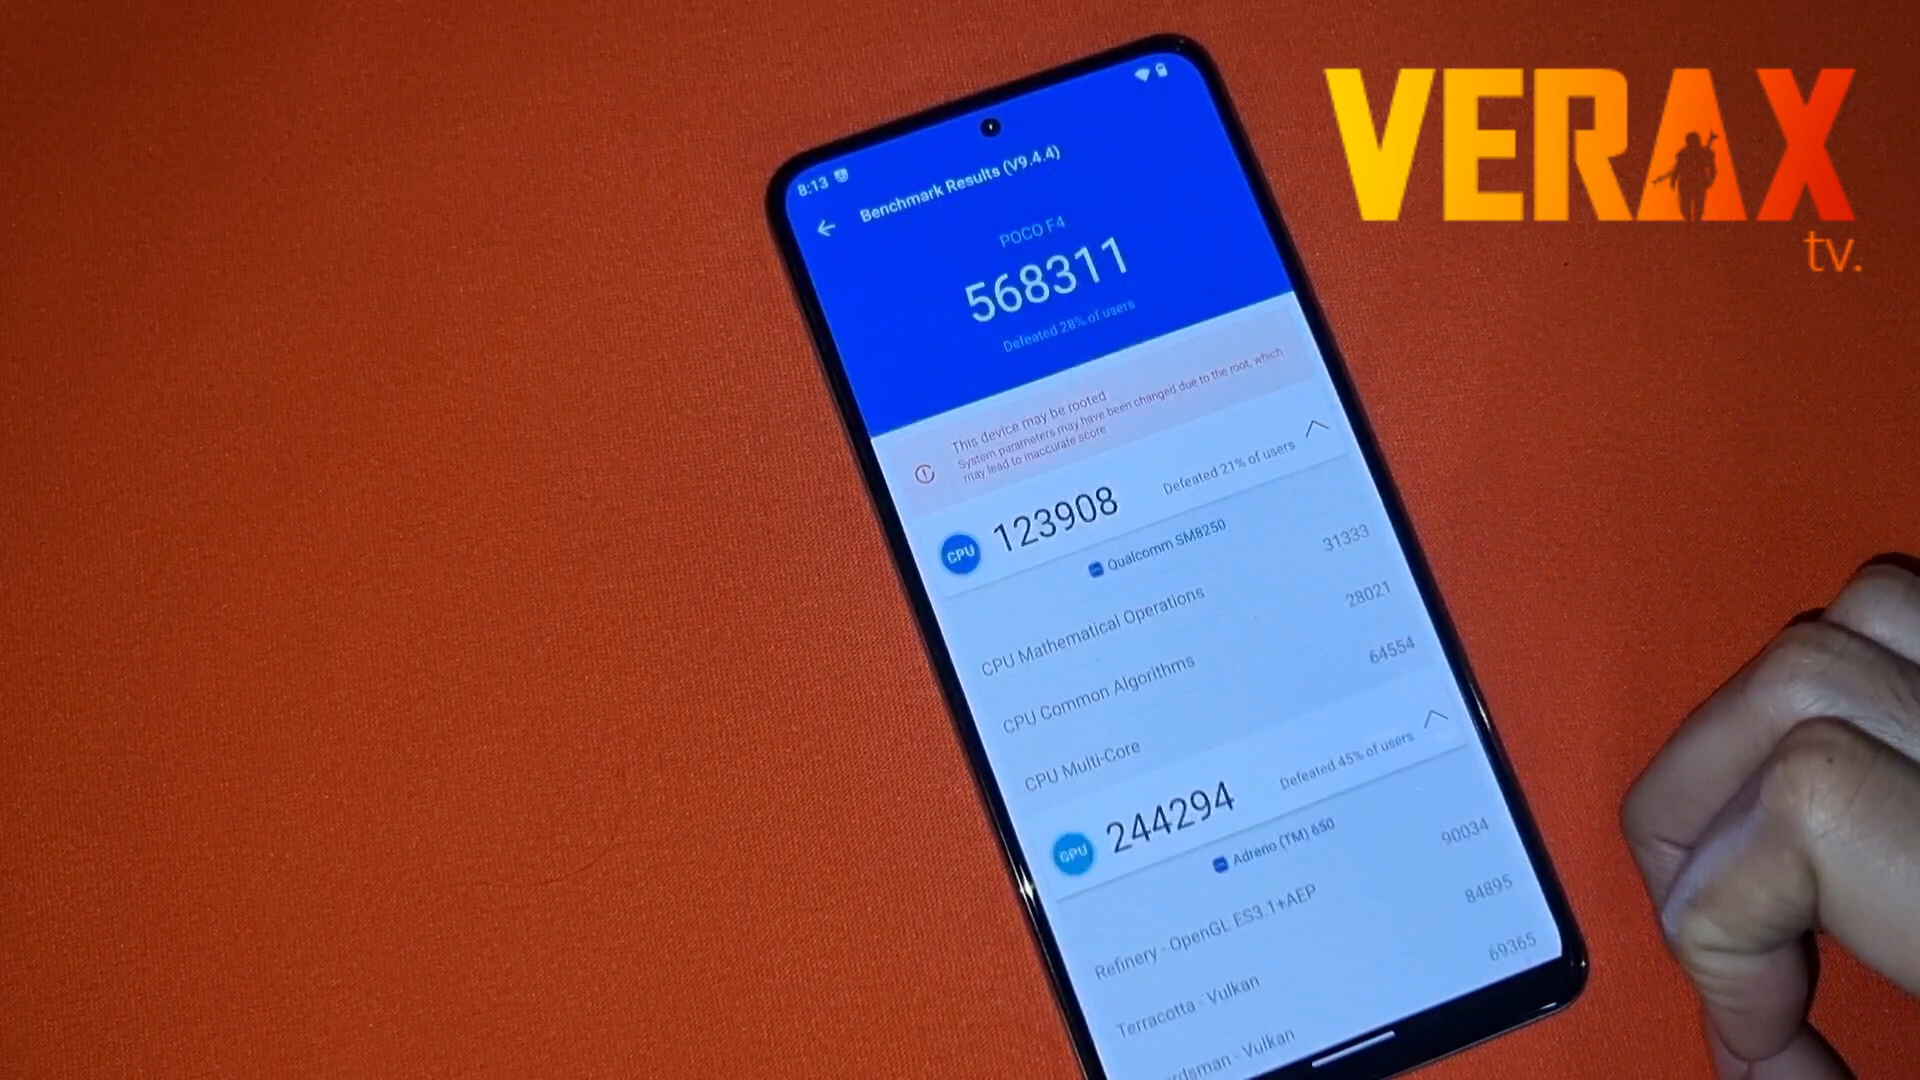 VERAX
tv.
8:13
Benchmark Results (V9.4.4)
POCO F4
568311
Defeated 28% of users
This device may be rooted
System parameters may have been changed due to the root, which
may lead to inaccurate score
CPU 123908 Defeated 21% of users
Qualcomm SM8250
CPU Mathematical Operations 31333
CPU Common Algorithms 28021
CPU Multi-Core 64554
GPU 244294 Defeated 45% of users
Adreno (TM) 650
Refinery - OpenGL ES3.1+AEP 90034
Terracotta - Vulkan 84895
rdsman - Vulkan 69365